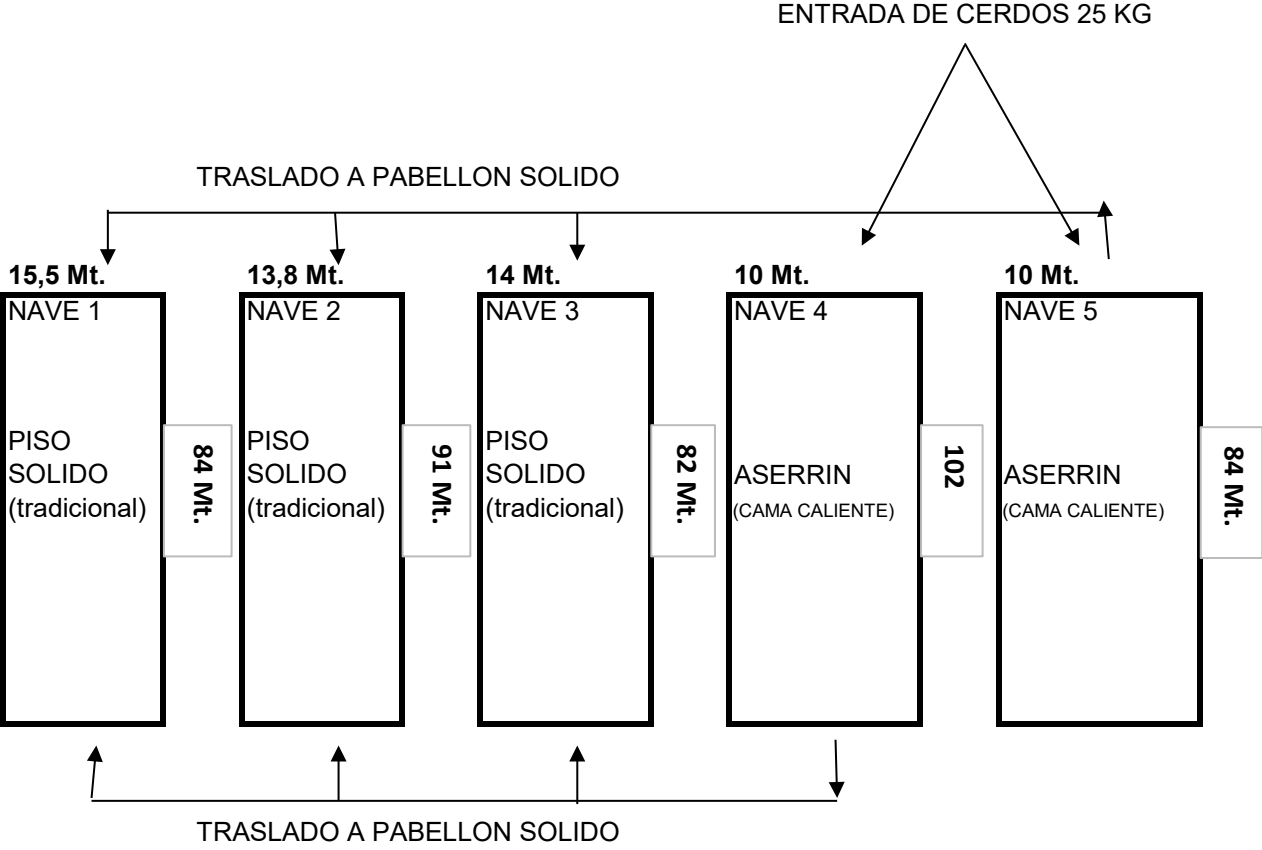 ENTRADA DE CERDOS 25 KG
TRASLADO A PABELLON SOLIDO
15,5 Mt.
13,8 Mt.
14 Mt.
10 Mt.
10 Mt.
NAVE 1
NAVE 2
NAVE 3
NAVE 4
NAVE 5
PISO
SOLIDO
(tradicional)
84 Mt.
PISO
SOLIDO
(tradicional)
91 Mt.
PISO
SOLIDO
(tradicional)
82 Mt.
ASERRIN
(CAMA CALIENTE)
102
ASERRIN
(CAMA CALIENTE)
84 Mt.
TRASLADO A PABELLON SOLIDO